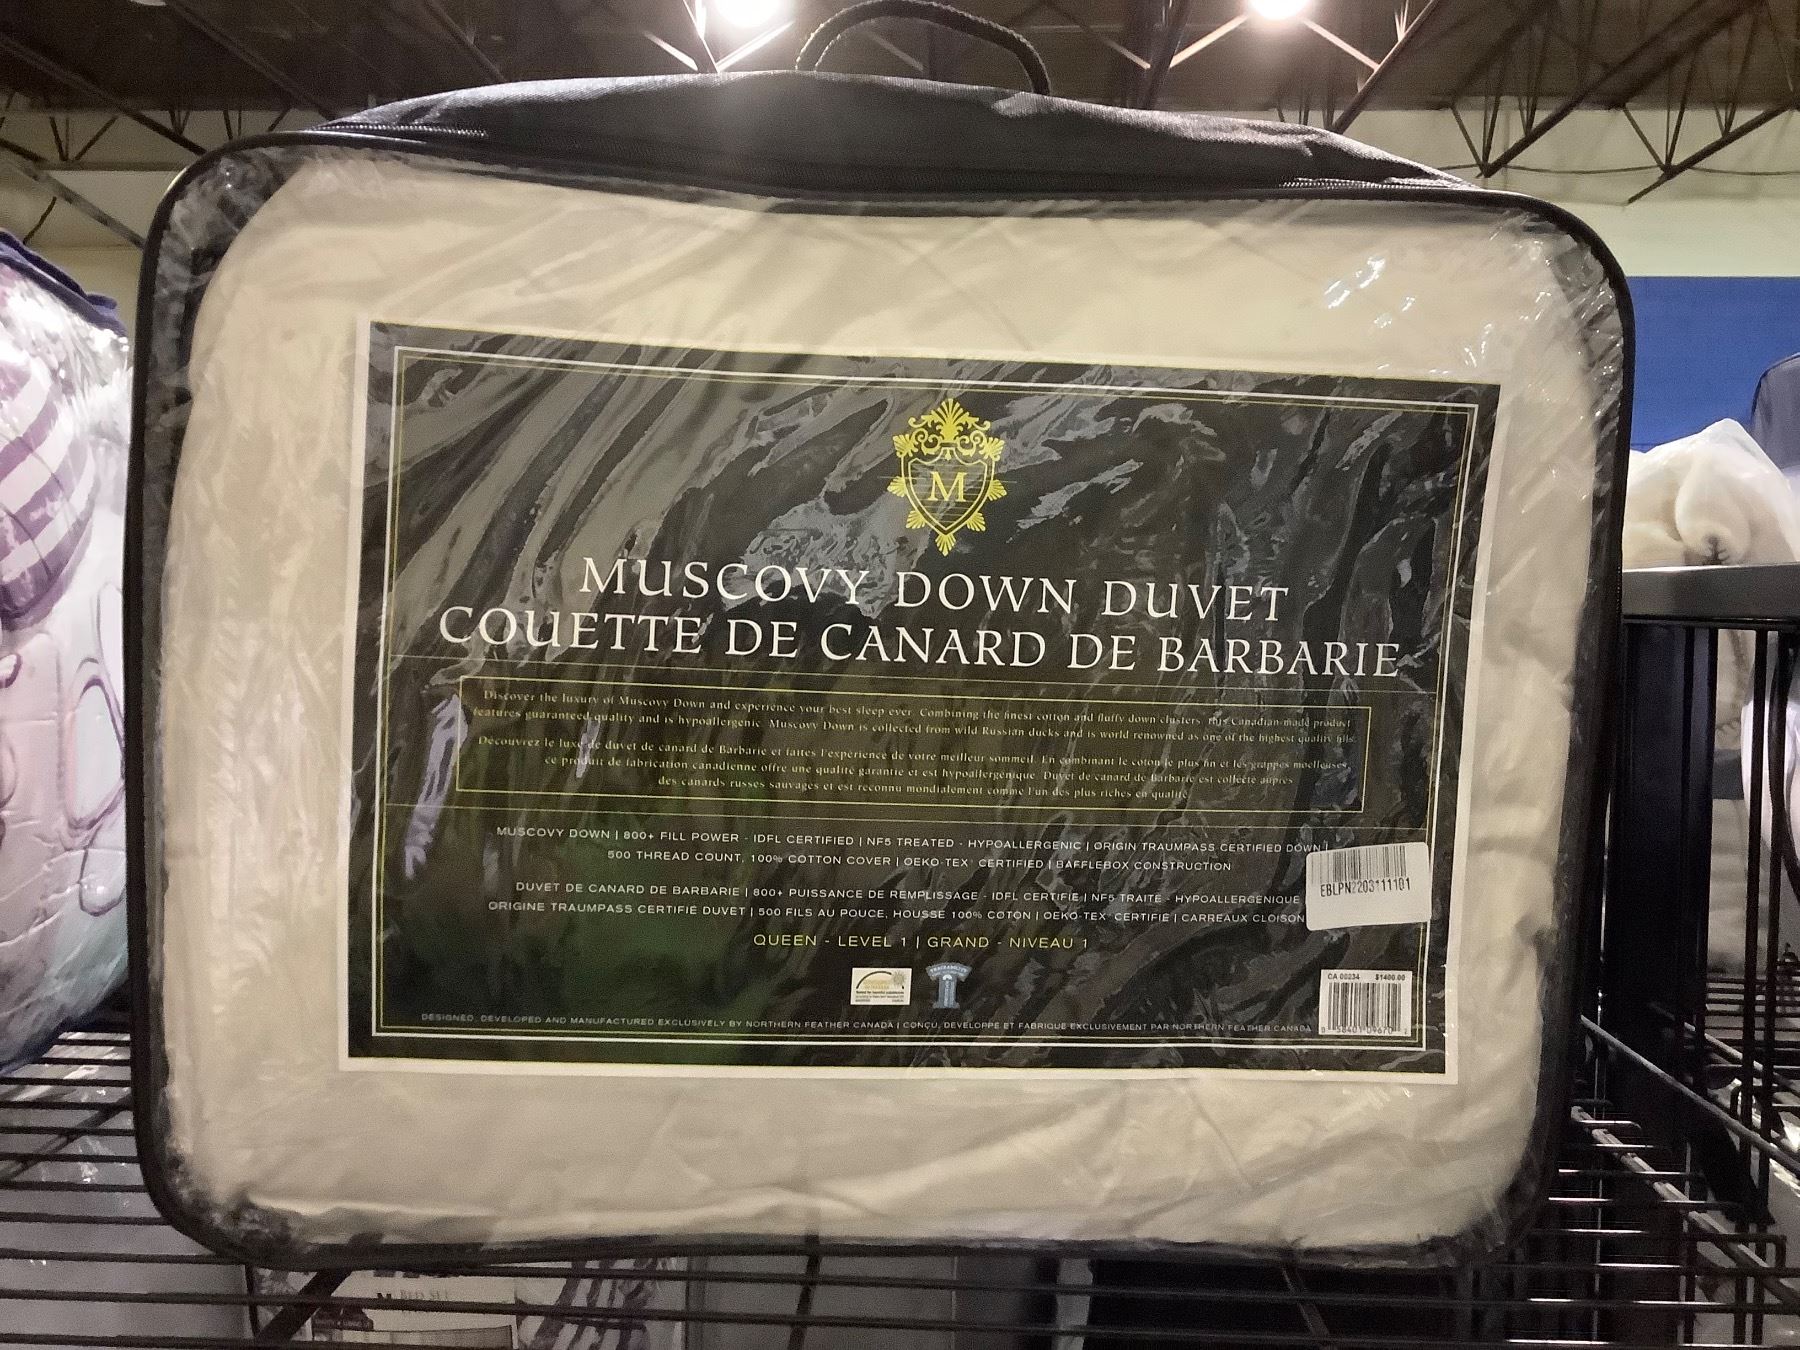 M
MUSCOVY DOWN DUVET
COUETTE DE CANARD DE BARBARIE
Discover the luxury of Muscovy Down and experience your best sleep ever. Combining the finest cotton and fluffy down clusters, this Canadian-made product
features guaranteed quality and is hypoallergenic. Muscovy Down is collected from wild Russian ducks and is world renowned as one of the highest quality fills.
Découvrez le luxe de duvet de canard de Barbarie et faites l'expérience de votre meilleur sommeil. En combinant le coton le plus fin et les grappes moelleuses,
ce produit de fabrication canadienne offre une qualité garantie et est hypoallergénique. Duvet de canard de Barbarie est collecté auprès
des canards russes sauvages et est reconnu mondialement comme l'un des plus riches en qualité.
MUSCOVY DOWN | 800+ FILL POWER - IDFL CERTIFIED | NF5 TREATED - HYPOALLERGENIC | ORIGIN TRAUMPASS CERTIFIED DOWN |
500 THREAD COUNT, 100% COTTON COVER | OEKO-TEX® CERTIFIED | BAFFLEBOX CONSTRUCTION
EBLPN2203111101
DUVET DE CANARD DE BARBARIE | 800+ PUISSANCE DE REMPLISSAGE - IDFL CERTIFIÉ | NF5 TRAITÉ - HYPOALLERGÉNIQUE
ORIGINE TRAUMPASS CERTIFIÉ DUVET | 500 FILS AU POUCE, HOUSSE 100% COTON | OEKO-TEX® CERTIFIÉ | CARREAUX CLOISON
QUEEN - LEVEL 1 | GRAND - NIVEAU 1
TRACEABILITY
CA 00234 $1400.00
DESIGNED, DEVELOPED AND MANUFACTURED EXCLUSIVELY BY NORTHERN FEATHER CANADA | CONÇU, DÉVELOPPÉ ET FABRIQUÉ EXCLUSIVEMENT PAR NORTHERN FEATHER CANADA
BED SET